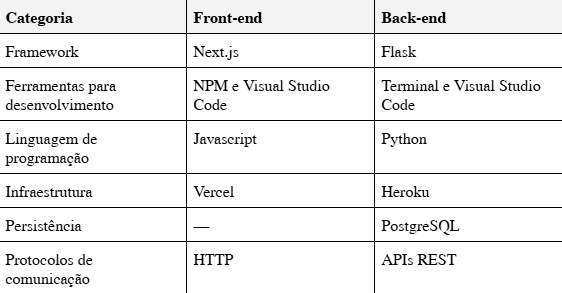 Categoria Front-end Back-end
Framework Next.js Flask
Ferramentas para NPM e Visual Studio Terminal e Visual Studio
desenvolvimento Code Code
Linguagem de Javascript Python
programação
Infraestrutura Vercel Heroku
Persistência — PostgreSQL
Protocolos de HTTP APIs REST
comunicação